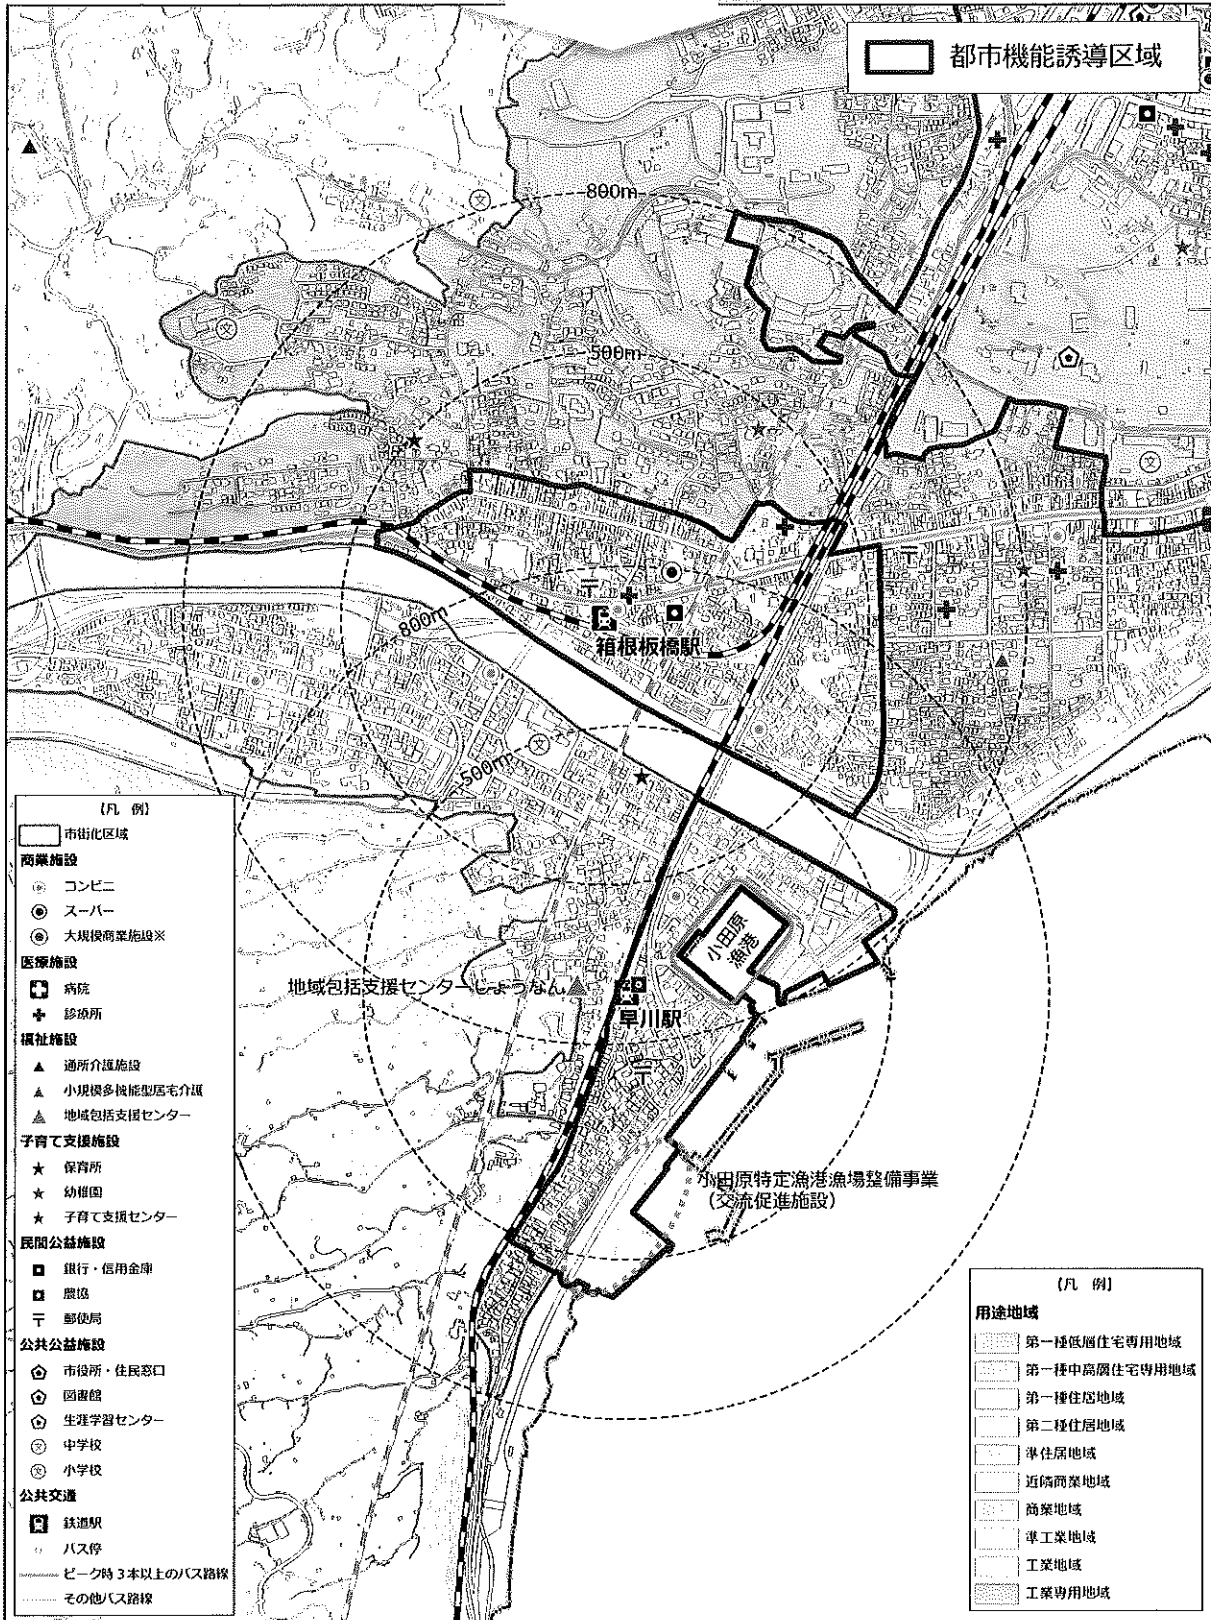 都市機能誘導区域
800m
500m
800m
箱根板橋駅
500m
小田原
漁港
地域包括支援センターじょうなん
早川駅
小田原特定漁港漁場整備事業
(交流促進施設)
【凡 例】
市街化区域
商業施設
コンビニ
スーパー
大規模商業施設※
医療施設
病院
診療所
福祉施設
通所介護施設
小規模多機能型居宅介護
地域包括支援センター
子育て支援施設
保育所
幼稚園
子育て支援センター
民間公益施設
銀行・信用金庫
農協
郵便局
公共公益施設
市役所・住民窓口
図書館
生涯学習センター
中学校
小学校
公共交通
鉄道駅
バス停
ピーク時3本以上のバス路線
その他バス路線
【凡 例】
用途地域
第一種低層住宅専用地域
第一種中高層住宅専用地域
第一種住居地域
第二種住居地域
準住居地域
近隣商業地域
商業地域
準工業地域
工業地域
工業専用地域